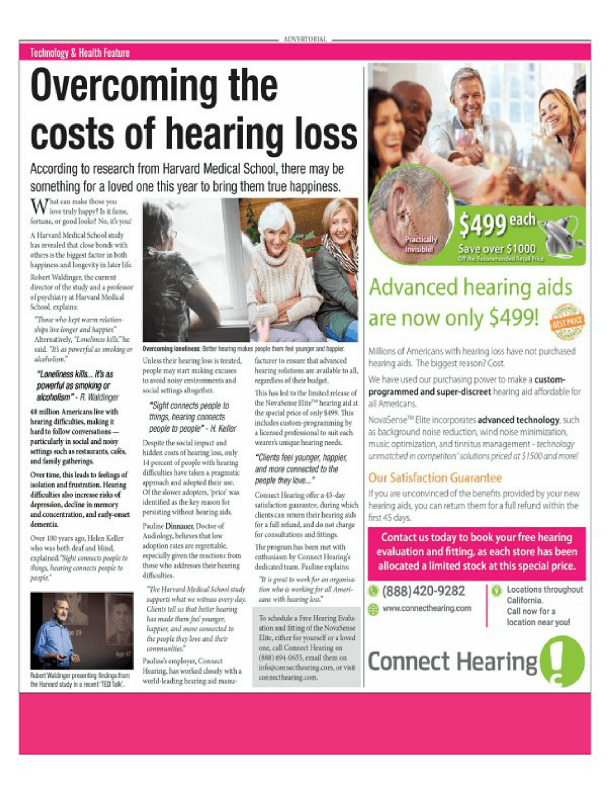 ADVERTORIAL
Technology & Health Feature
Overcoming the
costs of hearing loss
According to research from Harvard Medical School, there may be
something for a loved one this year to bring them true happiness.
What can make those you
love truly happy? Is it fame,
fortune, or good looks? No, it's you!
A Harvard Medical School study
has revealed that close bonds with
others is the biggest factor in both
happiness and longevity in later life.
Robert Waldinger, the current
director of the study and a professor
of psychiatry at Harvard Medical
School, explains:
"Those who kept warm relation-
ships live longer and happies"
Alternatively, "Loneliness kills." he
said. "It's as powerful as smoking or
alcoholism."
"Loneliness kills... it's as
powerful as smoking or
alcoholism" - R. Waldinger
48 million Americans live with
hearing difficulties, making it
hard to follow conversations —
particularly in social and noisy
settings such as restaurants, cafés,
and family gatherings.
Over time, this leads to feelings of
isolation and frustration. Hearing
difficulties also increase risks of
depression, decline in memory
and concentration, and early-onset
dementia.
Over 100 years ago, Helen Keller
who was both deaf and blind,
explained: "Sight connects people to
things, hearing connects people to
people."
Robert Waldinger presenting findings from
the Harvard study in a recent 'TED Talk'.
Overcoming loneliness: Better hearing makes people them feel younger and happier.
Unless their hearing loss is treated,
people may start making excuses
to avoid noisy environments and
social settings altogether.
"Sight connects people to
things, hearing connects
people to people" - H. Keller
Despite the social impact and
hidden costs of hearing loss, only
14 percent of people with hearing
difficulties have taken a pragmatic
approach and adopted their use.
Of the slower adopters, 'price' was
identified as the key reason for
persisting without hearing aids.
Pauline Dinnauer, Doctor of
Audiology, believes that low
adoption rates are regrettable,
especially given the reactions from
those who addresses their hearing
difficulties.
"The Harvard Medical School study
supports what we witness every day.
Clients tell us that better hearing
has made them feel younger,
happier, and more connected to
the people they love and their
communities."
Pauline's employer, Connect
Hearing, has worked closely with a
world-leading hearing aid manu-
facturer to ensure that advanced
hearing solutions are available to all,
regardless of their budget.
This has led to the limited release of
the NovaSense Elite™ hearing aid at
the special price of only $499. This
includes custom-programming by
a licensed professional to suit each
wearer's unique hearing needs.
"Clients feel younger, happier,
and more connected to the
people they love..."
Connect Hearing offer a 45-day
satisfaction guarantee, during which
clients can return their hearing aids
for a full refund, and do not charge
for consultations and fittings.
The program has been met with
enthusiasm by Connect Hearing's
dedicated team. Pauline explains:
"It is great to work for an organisa-
tion who is working for all Ameri-
cans with hearing loss."
To schedule a Free Hearing Evalu-
ation and fitting of the NovaSense
Elite, either for yourself or a loved
one, call Connect Hearing on
(888) 694-0635, email them on
info@connecthearing.com, or visit
connecthearing.com.
Practically
Invisible!
$499 each
Save over $1000
Off the Recommended Retail Price
Advanced hearing aids
are now only $499!
BEST PRICE
Millions of Americans with hearing loss have not purchased
hearing aids. The biggest reason? Cost.
We have used our purchasing power to make a custom-
programmed and super-discreet hearing aid affordable for
all Americans.
NovaSense™ Elite incorporates advanced technology, such
as background noise reduction, wind noise minimization,
music optimization, and tinnitus management - technology
unmatched in competitors' solutions priced at $1500 and more!
Our Satisfaction Guarantee
If you are unconvinced of the benefits provided by your new
hearing aids, you can return them for a full refund within the
first 45 days.
Contact us today to book your free hearing
evaluation and fitting, as each store has been
allocated a limited stock at this special price.
(888) 420-9282
www.connecthearing.com
Locations throughout
California.
Call now for a
location near you!
Connect Hearing